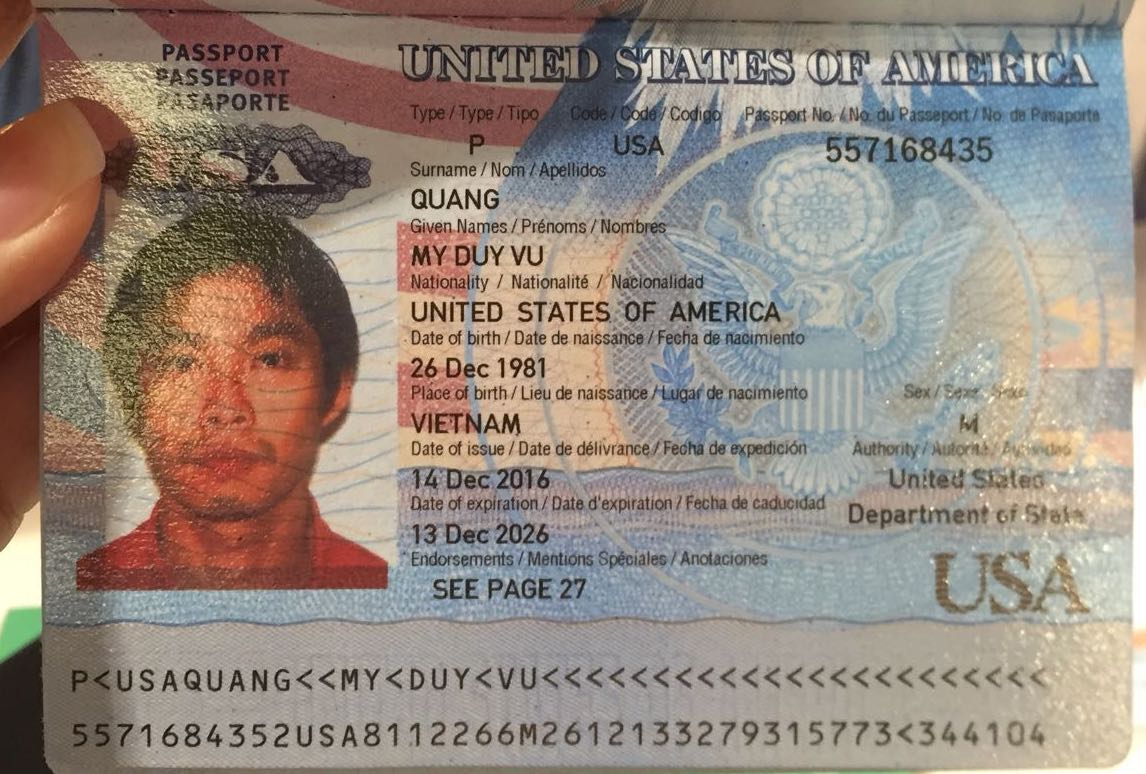 PASSPORT
PASSEPORT
PASAPORTE
USA
UNITED STATES OF AMERICA
Type / Type / Tipo Code / Code / Codigo Passport No. / No. du Passeport / No. de Pasaporte
P USA 557168435
Surname / Nom / Apellidos
QUANG
Given Names / Prénoms / Nombres
MY DUY VU
Nationality / Nationalité / Nacionalidad
UNITED STATES OF AMERICA
Date of birth / Date de naissance / Fecha de nacimiento
26 Dec 1981
Place of birth / Lieu de naissance / Lugar de nacimiento Sex / Sexe / Sexo
VIETNAM M
Date of issue / Date de délivrance / Fecha de expedición Authority / Autorité / Autoridad
14 Dec 2016 United States
Date of expiration / Date d'expiration / Fecha de caducidad Department of State
13 Dec 2026
Endorsements / Mentions Spéciales / Anotaciones
SEE PAGE 27 USA
P<USAQUANG<<MY<DUY<VU<<<<<<<<<<<<<<<<<<<<<<<
5571684352USA8112266M2612133279315773<344104